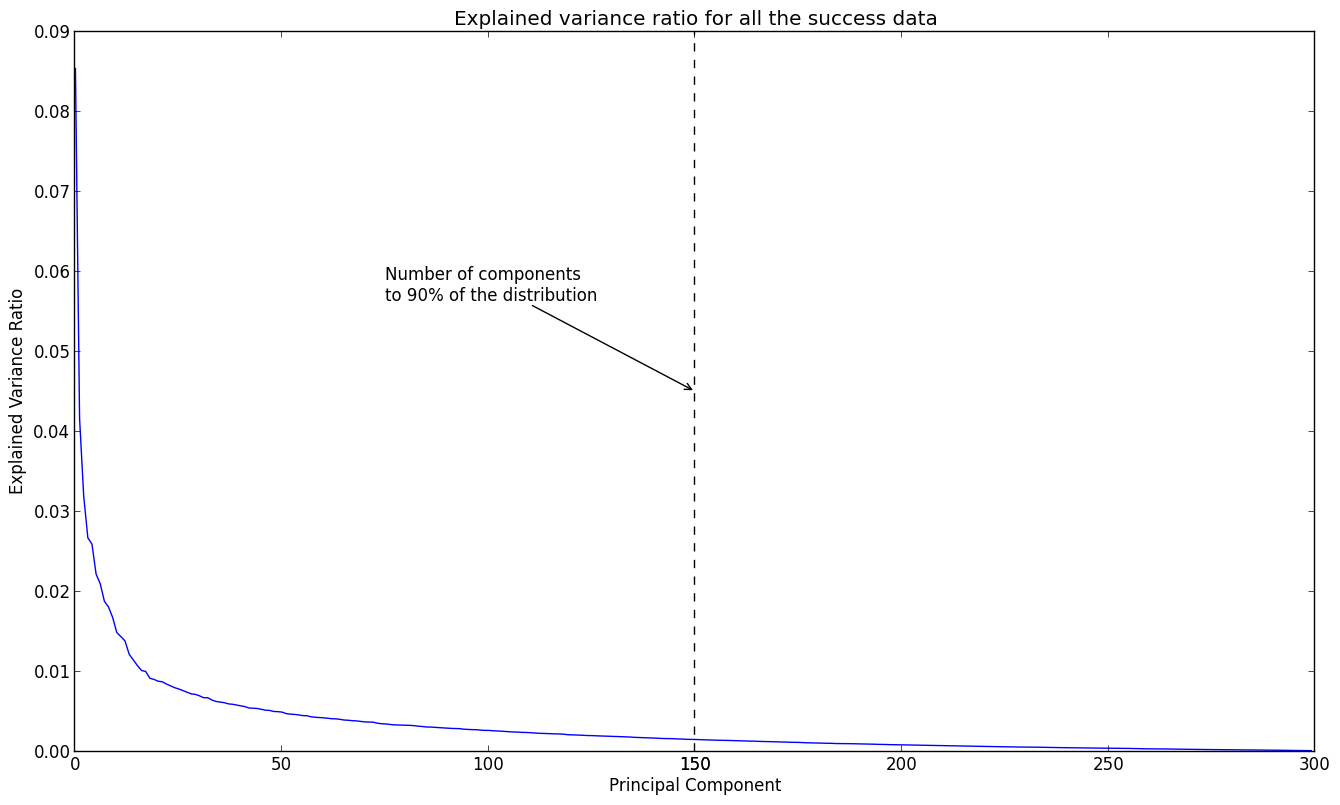 Explained variance ratio for all the success data
0.09
0.08
0.07
0.06
0.05
0.04
0.03
0.02
0.01
0.00
Explained Variance Ratio
Number of components
to 90% of the distribution
0 50 100 150 200 250 300
Principal Component